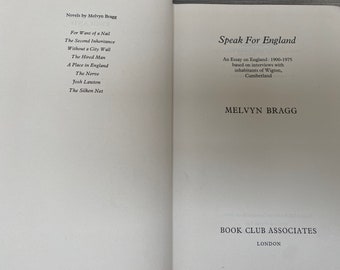 Novels by Melvyn Bragg
For Want of a Nail
The Second Inheritance
Without a City Wall
The Hired Man
A Place in England
The Nerve
Josh Lawton
The Silken Net
Speak For England
An Essay on England: 1900-1975
based on interviews with
inhabitants of Wigton,
Cumberland
MELVYN BRAGG
BOOK CLUB ASSOCIATES
LONDON